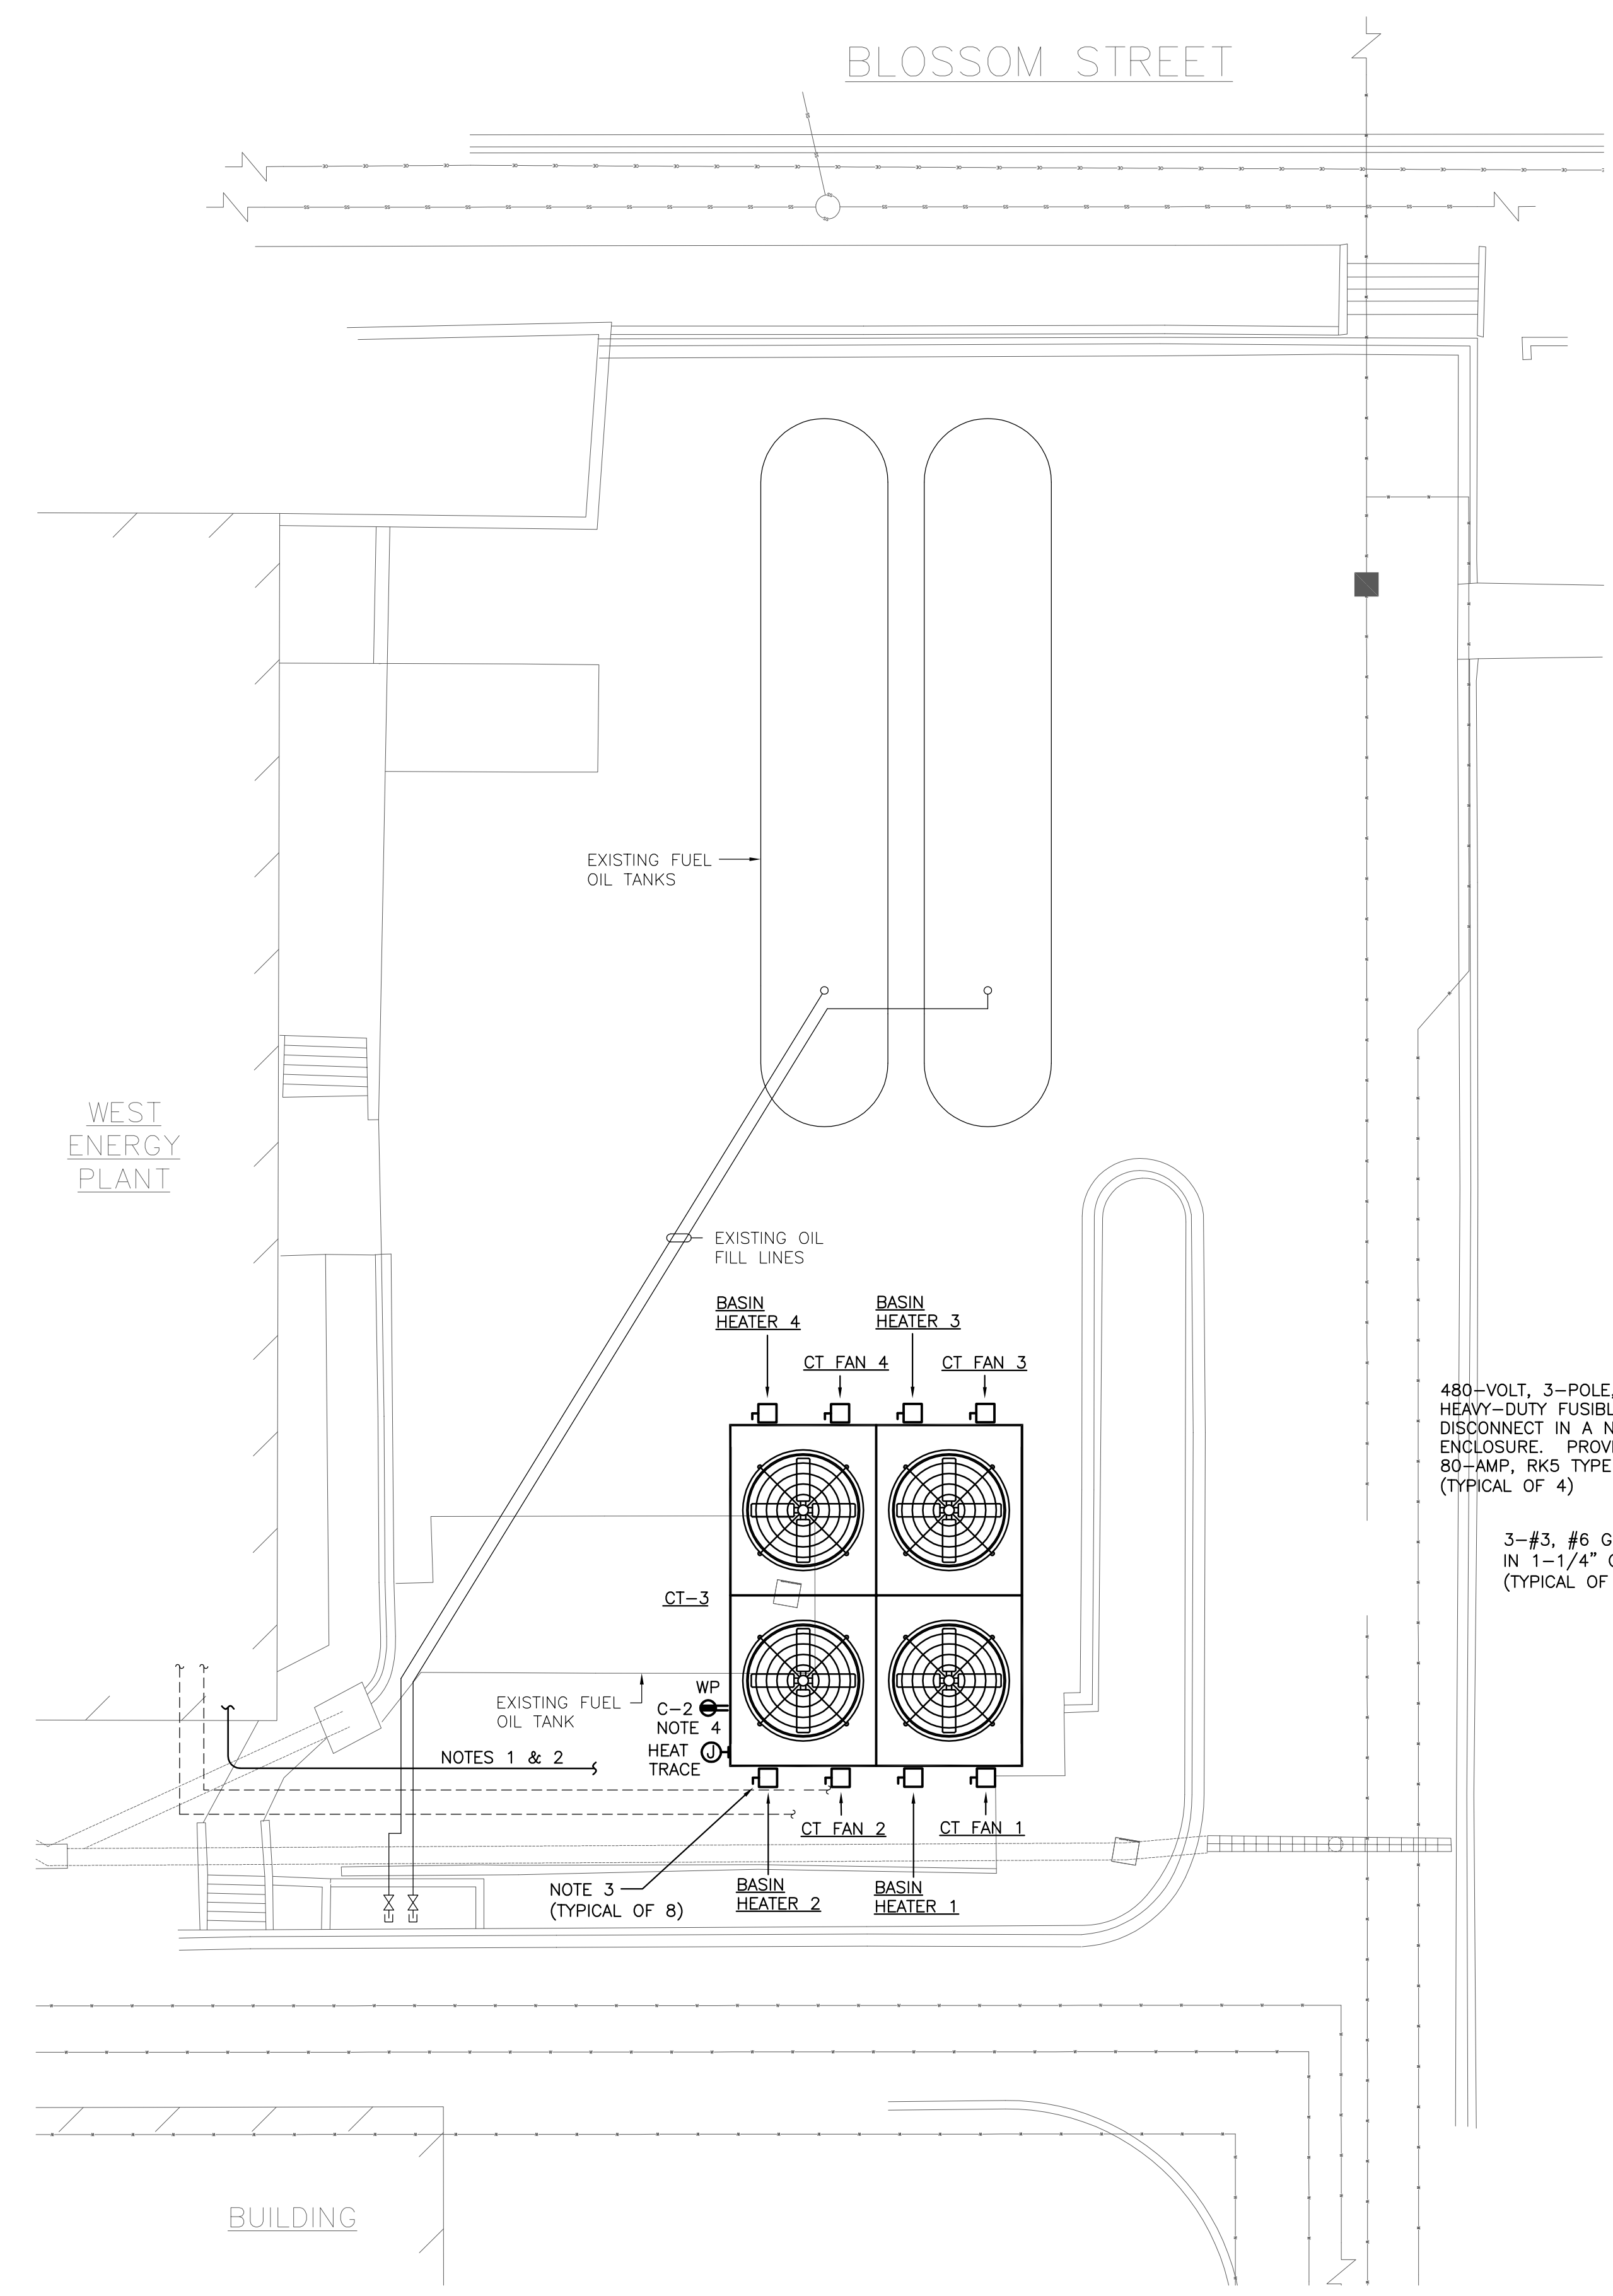 BLOSSOM STREET
EXISTING FUEL
OIL TANKS
WEST
ENERGY
PLANT
EXISTING OIL
FILL LINES
BASIN
HEATER 4
BASIN
HEATER 3
CT FAN 4
CT FAN 3
480-VOLT, 3-POLE,
HEAVY-DUTY
DISCONNECT IN A
ENCLOSURE.
80-AMP, RK5 TYPE
(TYPICAL OF 4)
3-#3, #6
IN 1-1/4"
(TYPICAL OF
CT-3
EXISTING FUEL
OIL TANK
WP
C-2
NOTE 4
HEAT
TRACE
J
NOTES 1 & 2
CT FAN 2
CT FAN 1
NOTE 3
(TYPICAL OF 8)
BASIN
HEATER 2
BASIN
HEATER 1
BUILDING